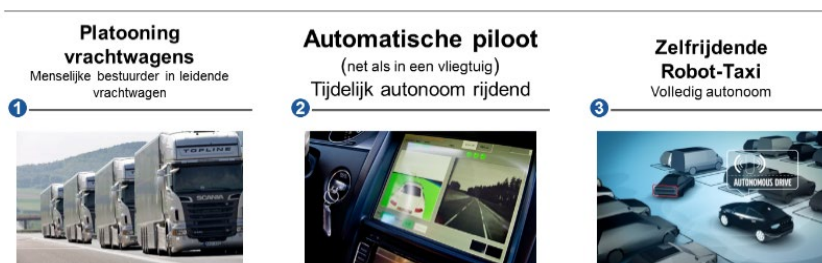 Platooning
vrachtwagens
Menselijke bestuurder in leidende
vrachtwagen
1
TOPLINE
SCANIA
Automatische piloot
(net als in een vliegtuig)
Tijdelijk autonoom rijdend
2
Zelfrijdende
Robot-Taxi
Volledig autonoom
3
AUTONOMOUS DRIVE